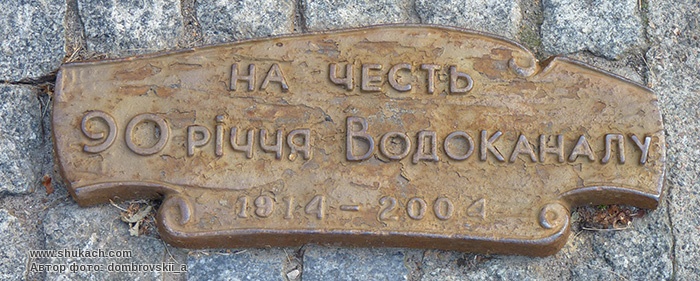 НА ЧЕСТЬ
90 річчя Водоканалу
1914 - 2004
www.shukach.com
Автор фото: dombrovskii_a